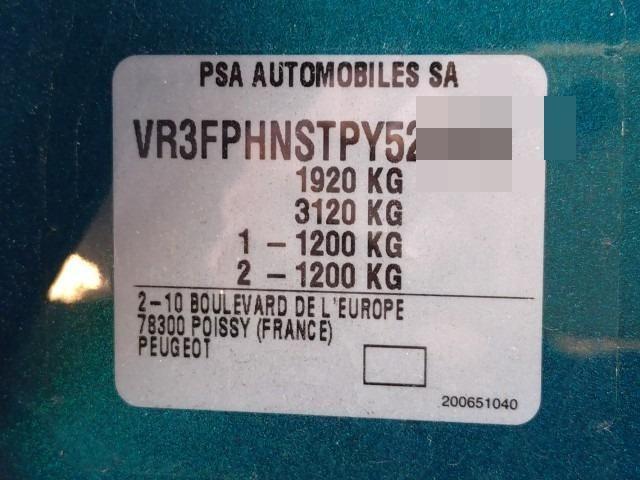 PSA AUTOMOBILES SA
VR3FPHNSTPY52
1920 KG
3120 KG
1 – 1200 KG
2 – 1200 KG
2–10 BOULEVARD DE L'EUROPE
78300 POISSY (FRANCE)
PEUGEOT
200651040